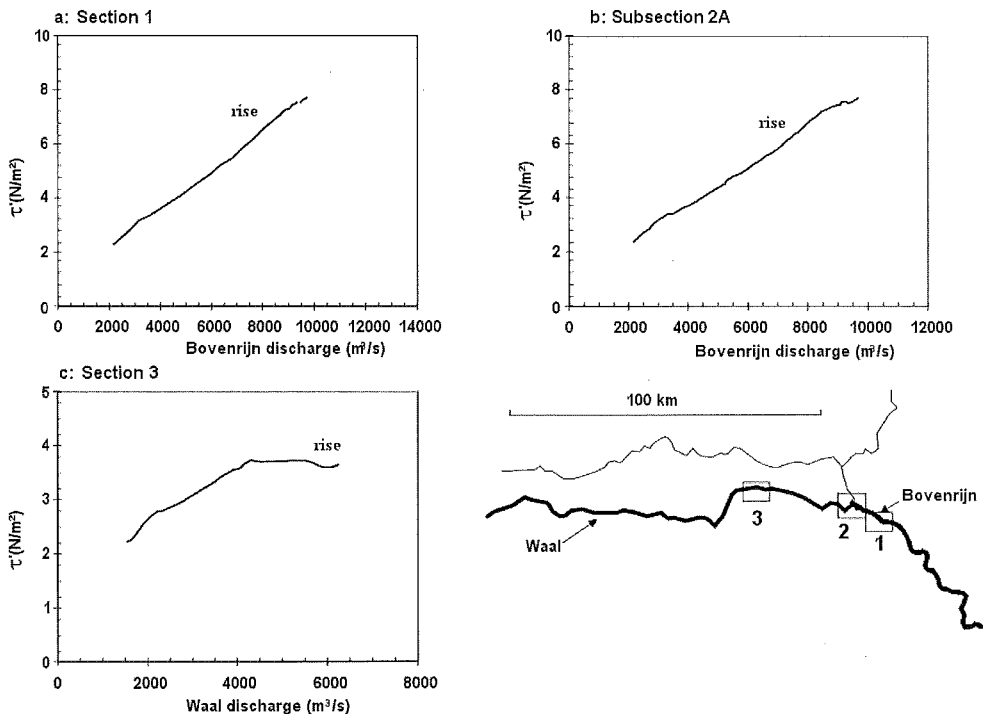 a: Section 1
10
8
6
4
2
0
τ'(N/m²)
rise
0 2000 4000 6000 8000 10000 12000 14000
Bovenrijn discharge (m³/s)
b: Subsection 2A
10
8
6
4
2
0
τ'(N/m²)
rise
0 2000 4000 6000 8000 10000 12000
Bovenrijn discharge (m³/s)
c: Section 3
5
4
3
2
1
0
τ'(N/m²)
rise
0 2000 4000 6000 8000
Waal discharge (m³/s)
100 km
Bovenrijn
Waal
3
2
1